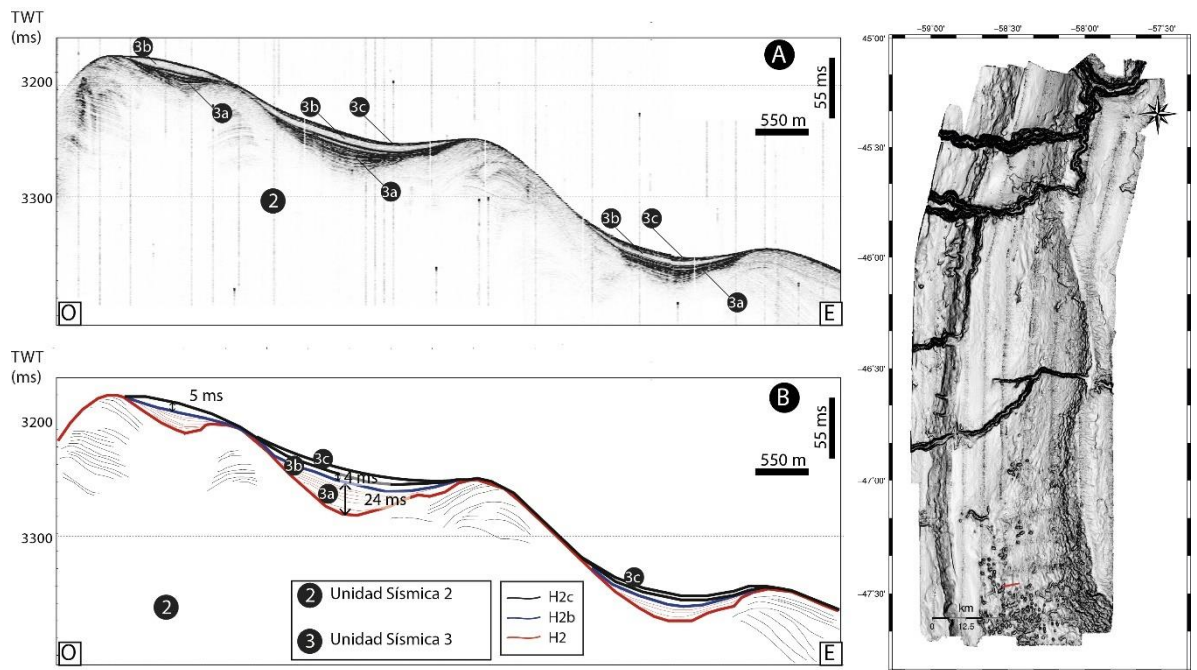 TWT
(ms)
3200
3300
3b
3a
3b
3c
3a
2
3b
3c
3a
A
55 ms
550 m
O
E
TWT
(ms)
3200
3300
5 ms
3b
3c
4 ms
3a
24 ms
3c
B
55 ms
550 m
2
2 Unidad Sísmica 2
3 Unidad Sísmica 3
H2c
H2b
H2
O
E
−59˚00'
−58˚30'
−58˚00'
−57˚30'
−45˚00'
−45˚30'
−46˚00'
−46˚30'
−47˚00'
−47˚30'
km
0 12.5